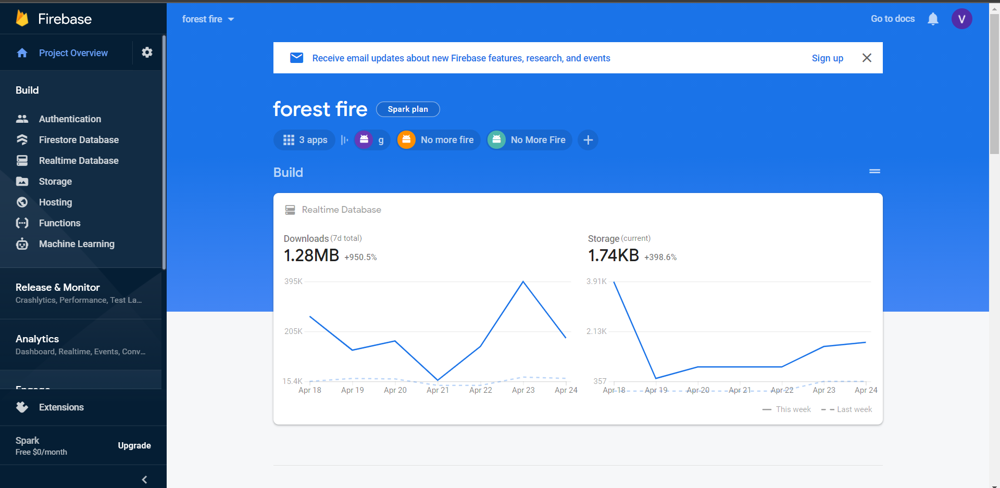 Firebase
Project Overview
Build
Authentication
Firestore Database
Realtime Database
Storage
Hosting
Functions
Machine Learning
Release & Monitor
Crashlytics, Performance, Test La...
Analytics
Dashboard, Realtime, Events, Conv...
Engage
Extensions
Spark
Free $0/month
Upgrade
forest fire
Go to docs
V
Receive email updates about new Firebase features, research, and events
Sign up
forest fire
Spark plan
3 apps
g
No more fire
No More Fire
Build
Realtime Database
Downloads (7d total)
1.28MB +950.5%
395K
205K
15.4K
Apr 18 Apr 19 Apr 20 Apr 21 Apr 22 Apr 23 Apr 24
Storage (current)
1.74KB +398.6%
3.91K
2.13K
357
Apr 18 Apr 19 Apr 20 Apr 21 Apr 22 Apr 23 Apr 24
This week Last week